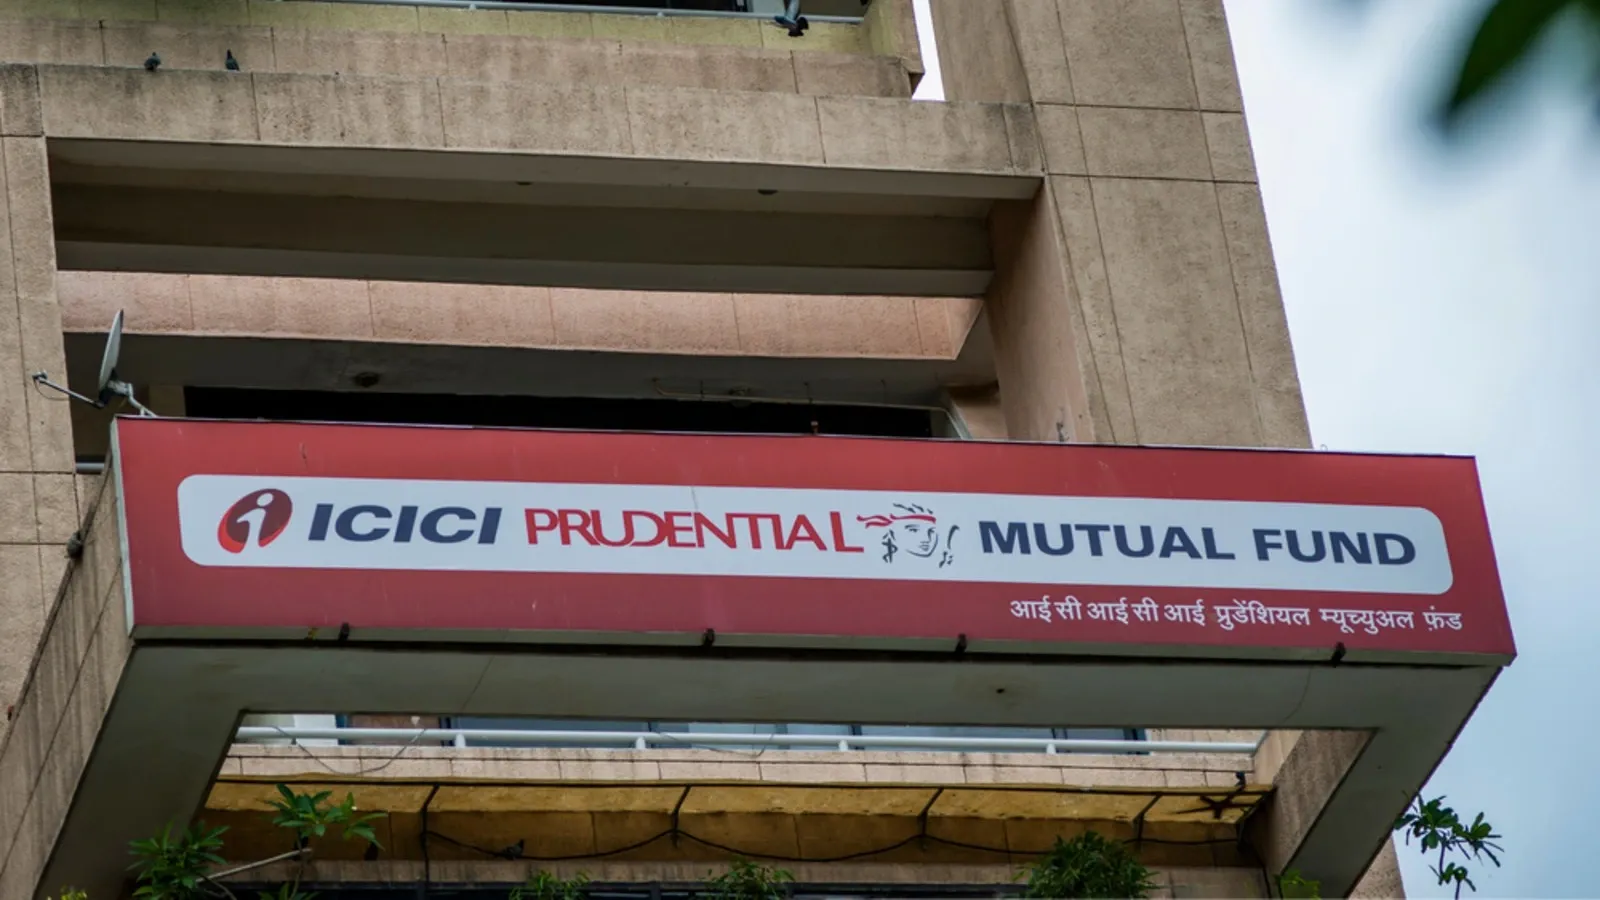 ICICI PRUDENTIAL MUTUAL FUND
आई सी आई सी आई प्रुडेंशियल म्यूच्युअल फ़ंड